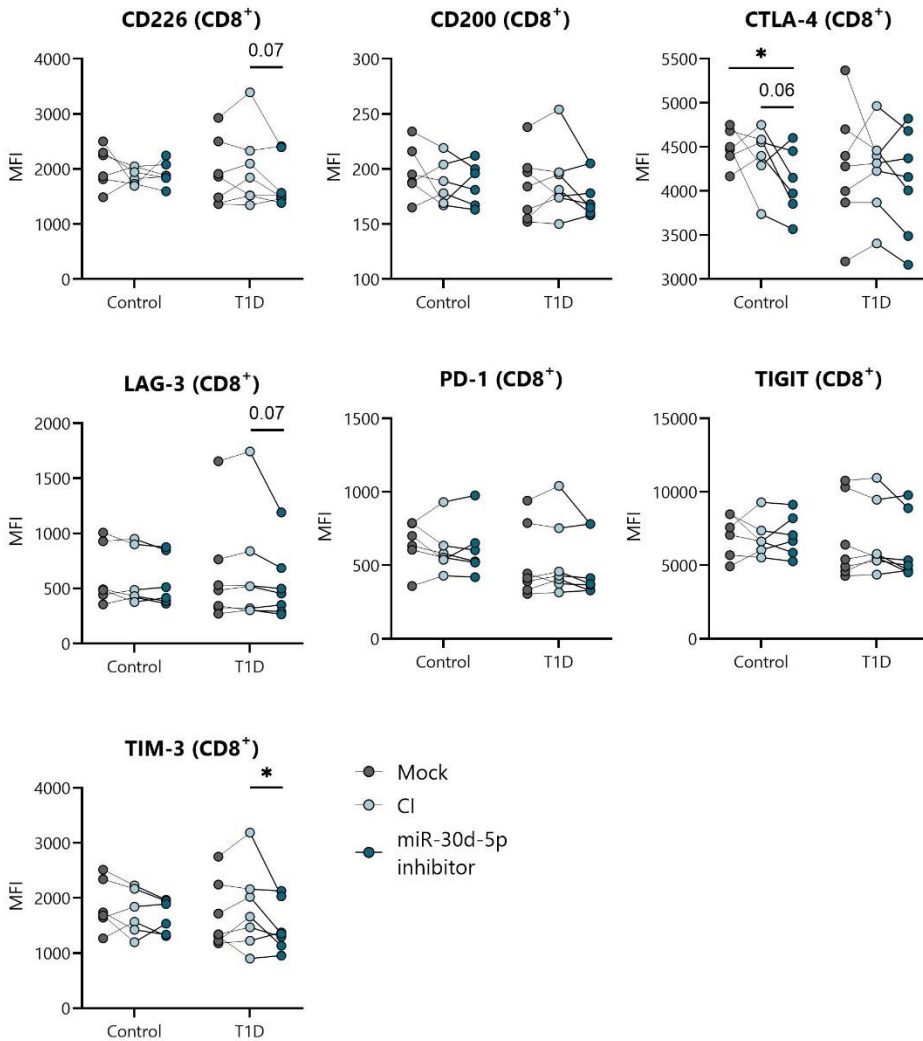 CD226 (CD8⁺)
0.07
4000
3000
2000
1000
0
MFI
Control
T1D
CD200 (CD8⁺)
300
250
200
150
100
MFI
Control
T1D
CTLA-4 (CD8⁺)
*
0.06
5500
5000
4500
4000
3500
3000
MFI
Control
T1D
LAG-3 (CD8⁺)
0.07
2000
1500
1000
500
0
MFI
Control
T1D
PD-1 (CD8⁺)
1500
1000
500
0
MFI
Control
T1D
TIGIT (CD8⁺)
15000
10000
5000
0
MFI
Control
T1D
TIM-3 (CD8⁺)
*
4000
3000
2000
1000
0
MFI
Control
T1D
Mock
CI
miR-30d-5p
inhibitor